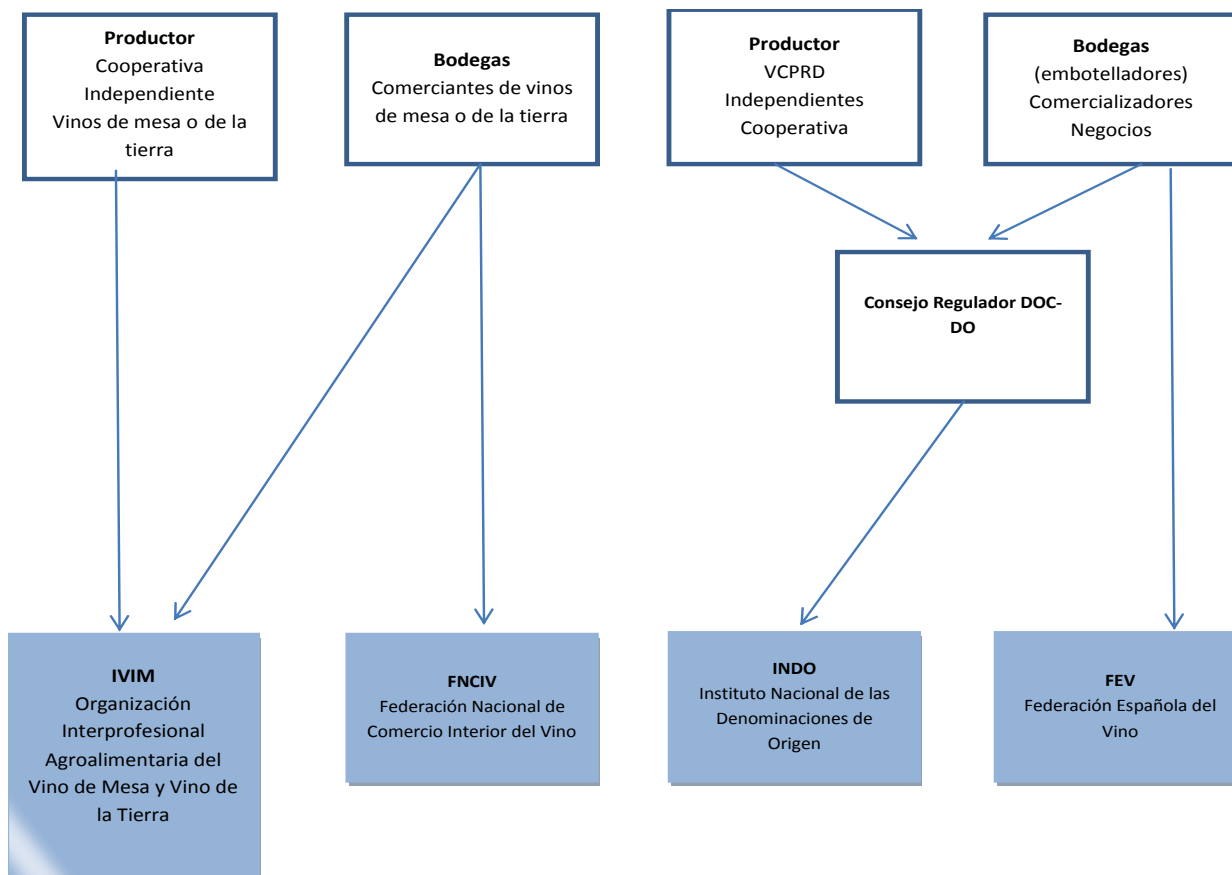 Productor
Cooperativa
Independiente
Vinos de mesa o de la
tierra
Bodegas
Comerciantes de vinos
de mesa o de la tierra
Productor
VCPRD
Independientes
Cooperativa
Bodegas
(embotelladores)
Comercializadores
Negocios
Consejo Regulador DOC-
DO
IVIM
Organización
Interprofesional
Agroalimentaria del
Vino de Mesa y Vino de
la Tierra
FNCIV
Federación Nacional de
Comercio Interior del Vino
INDO
Instituto Nacional de las
Denominaciones de
Origen
FEV
Federación Española del
Vino